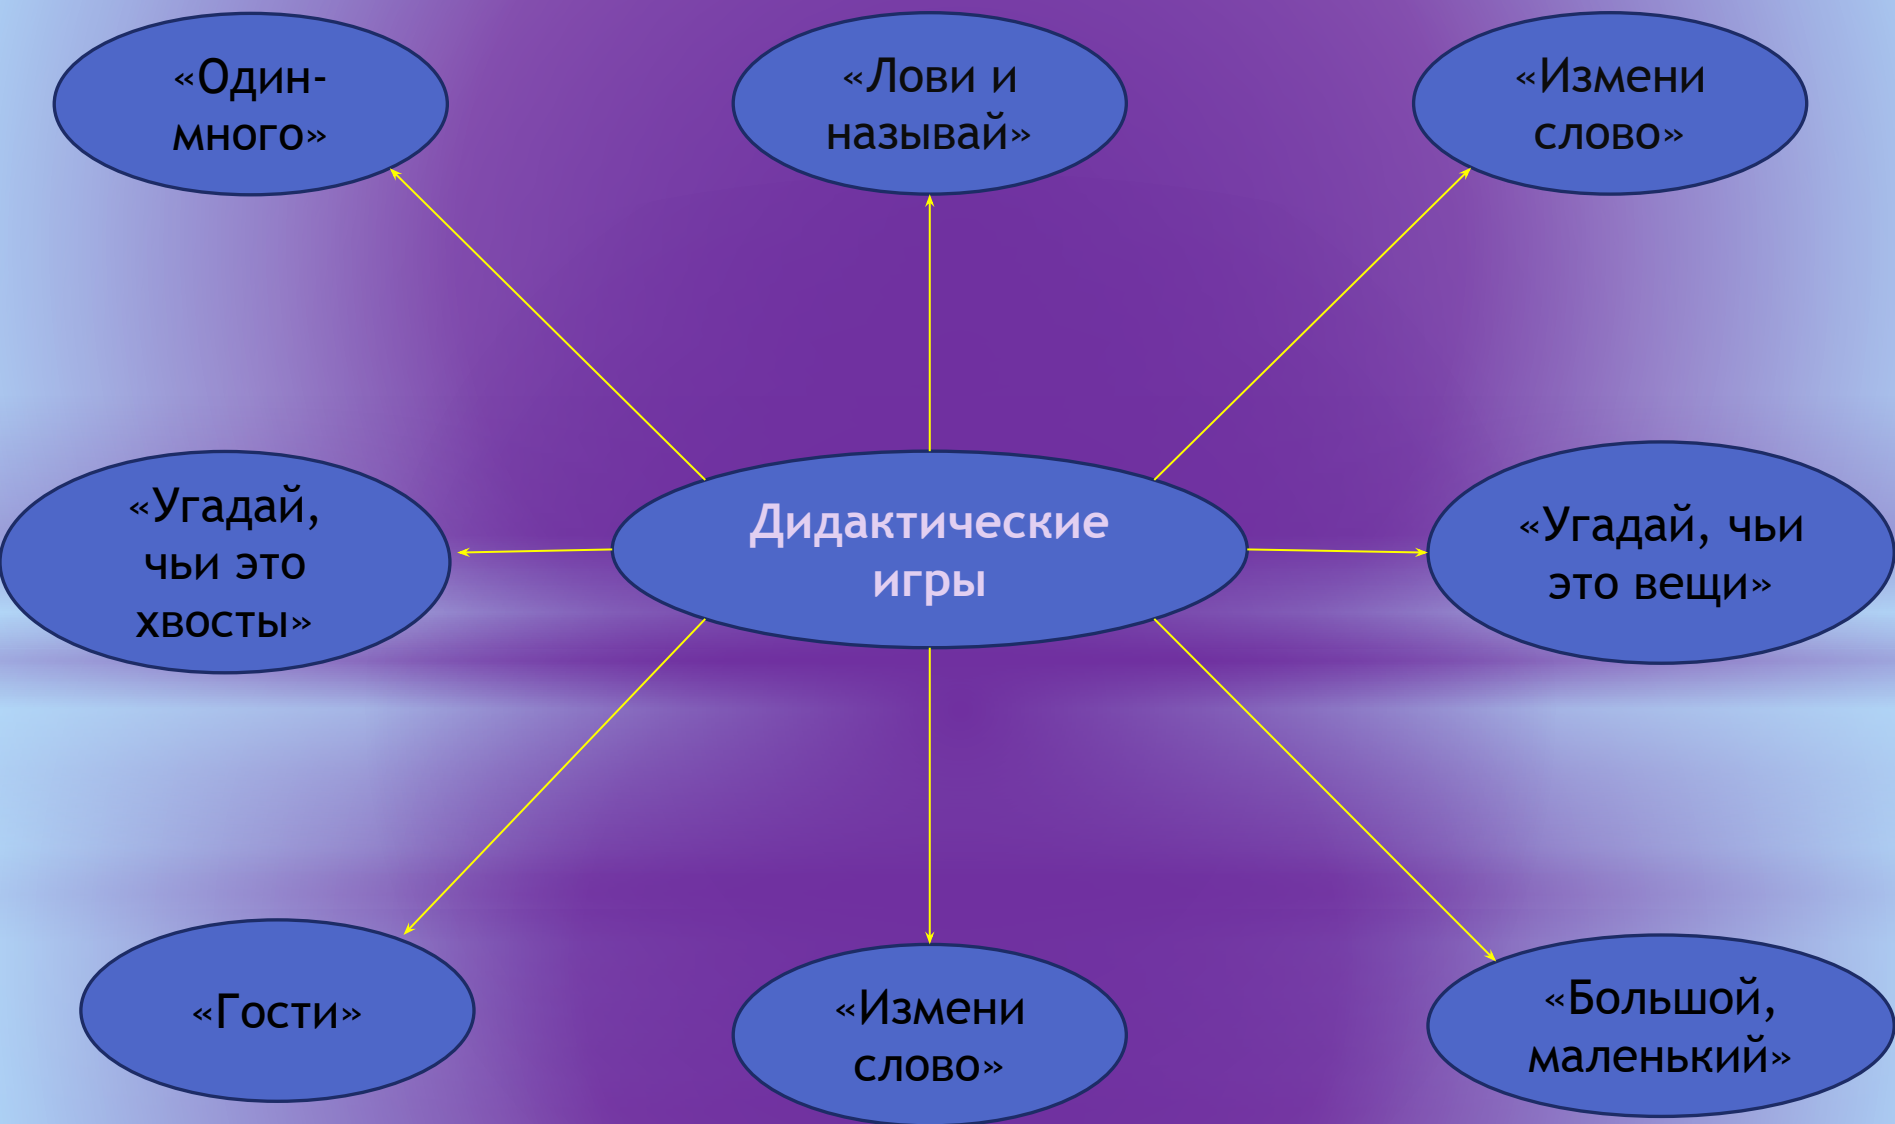 «Один-
много»
«Лови и
называй»
«Измени
слово»
«Угадай,
чьи это
хвосты»
Дидактические
игры
«Угадай, чьи
это вещи»
«Гости»
«Измени
слово»
«Большой,
маленький»